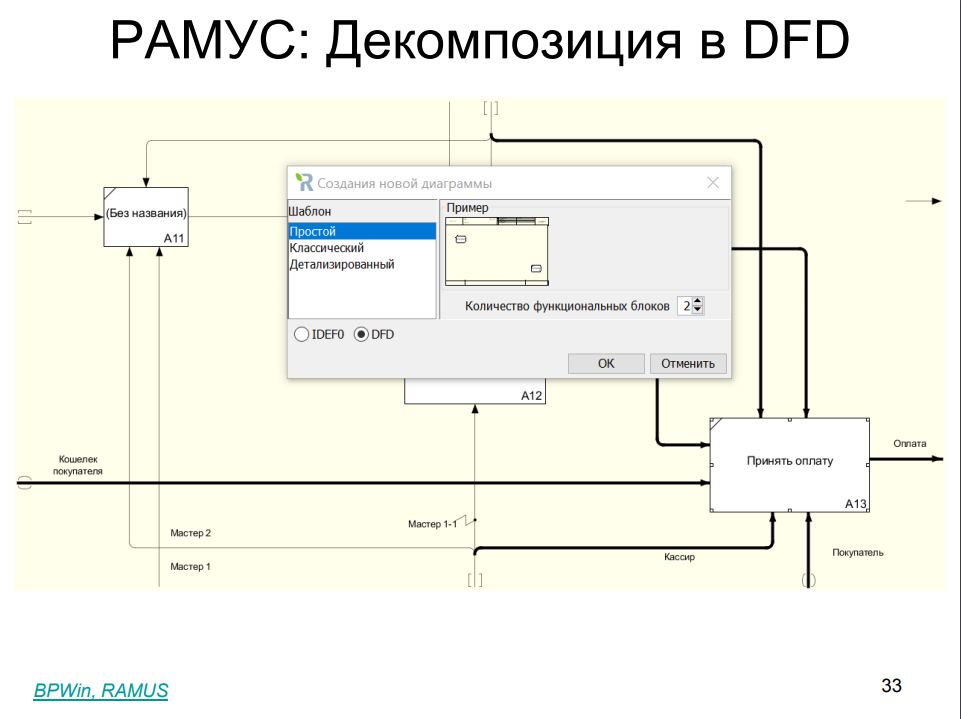 РАМУС: Декомпозиция в DFD
Создания новой диаграммы
Шаблон
Простой
Классический
Детализированный
Пример
Количество функциональных блоков 2
IDEF0 DFD
ОК Отменить
(Без названия)
A11
A12
Принять оплату
A13
Оплата
Кошелек
покупателя
Мастер 1-1
Мастер 2
Кассир
Покупатель
Мастер 1
BPWin, RAMUS
33